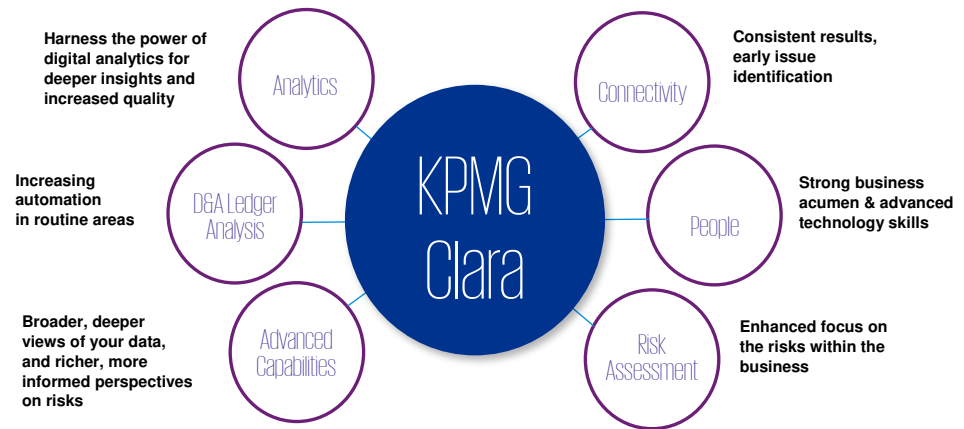 Harness the power of
digital analytics for
deeper insights and
increased quality
Analytics
Increasing
automation
in routine areas
D&A Ledger
Analysis
Broader, deeper
views of your data,
and richer, more
informed perspectives
on risks
Advanced
Capabilities
KPMG
Clara
Connectivity
Consistent results,
early issue
identification
People
Strong business
acumen & advanced
technology skills
Risk
Assessment
Enhanced focus on
the risks within the
business